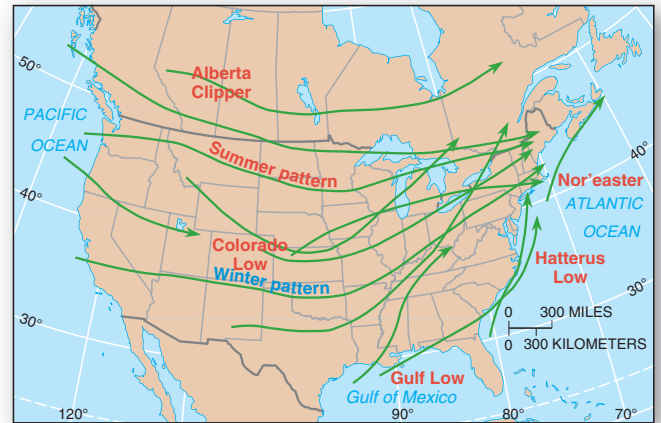 50°
Alberta
Clipper
PACIFIC
OCEAN
Summer pattern
40°
Nor'easter
40°
ATLANTIC
OCEAN
Colorado
Low
Hatterus
Low
Winter pattern
30°
0 300 MILES
0 300 KILOMETERS
30°
Gulf Low
Gulf of Mexico
120°
90°
80°
70°